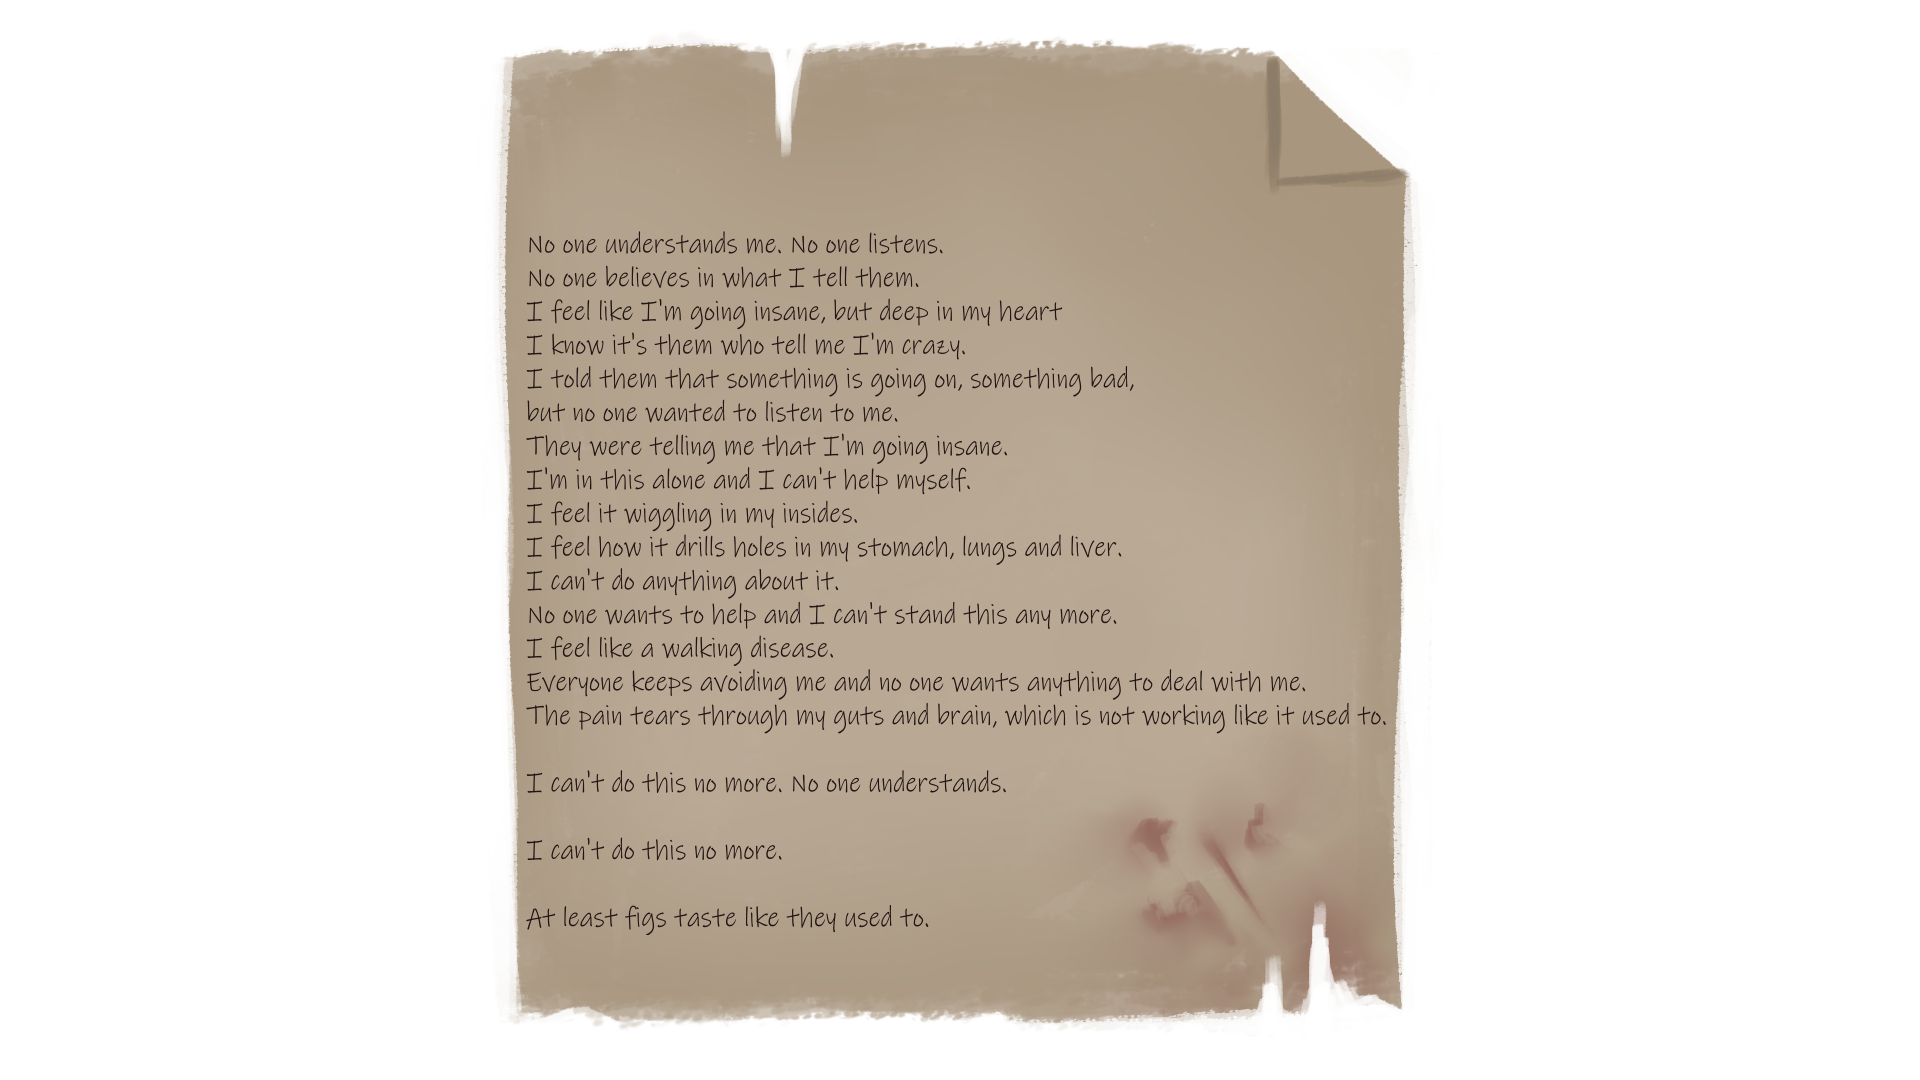 No one understands me. No one listens.
No one believes in what I tell them.
I feel like I'm going insane, but deep in my heart
I know it's them who tell me I'm crazy.
I told them that something is going on, something bad,
but no one wanted to listen to me.
They were telling me that I'm going insane.
I'm in this alone and I can't help myself.
I feel it wiggling in my insides.
I feel how it drills holes in my stomach, lungs and liver.
I can't do anything about it.
No one wants to help and I can't stand this any more.
I feel like a walking disease.
Everyone keeps avoiding me and no one wants anything to deal with me.
The pain tears through my guts and brain, which is not working like it used to.
I can't do this no more. No one understands.
I can't do this no more.
At least figs taste like they used to.